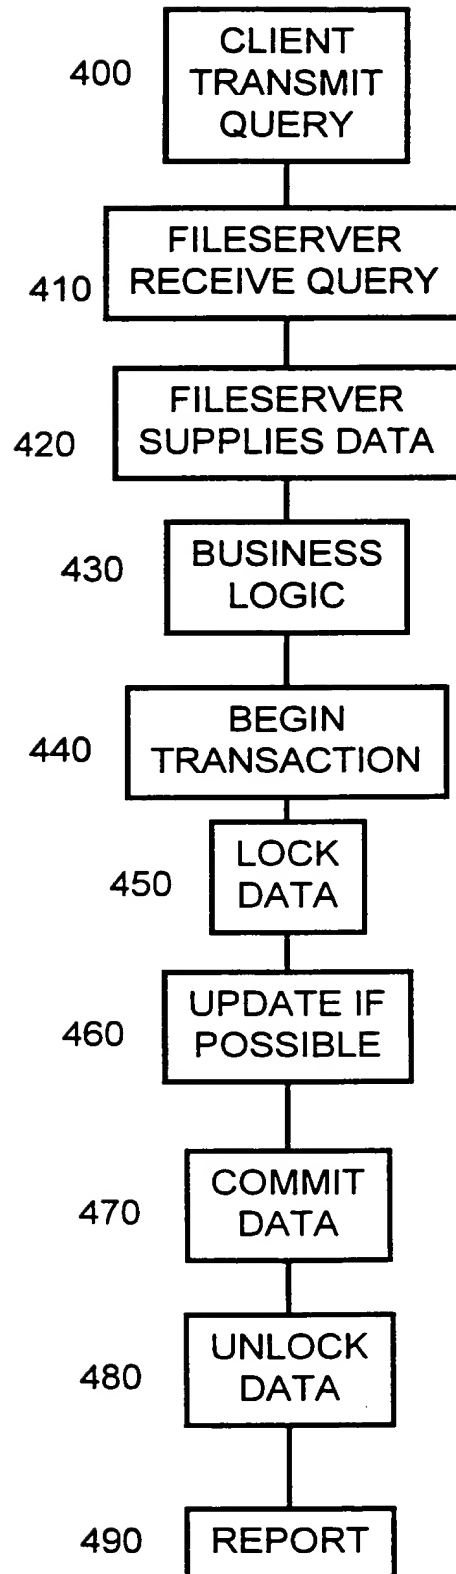 400
CLIENT
TRANSMIT
QUERY
410
FILESERVER
RECEIVE QUERY
420
FILESERVER
SUPPLIES DATA
430
BUSINESS
LOGIC
440
BEGIN
TRANSACTION
450
LOCK
DATA
460
UPDATE IF
POSSIBLE
470
COMMIT
DATA
480
UNLOCK
DATA
490
REPORT